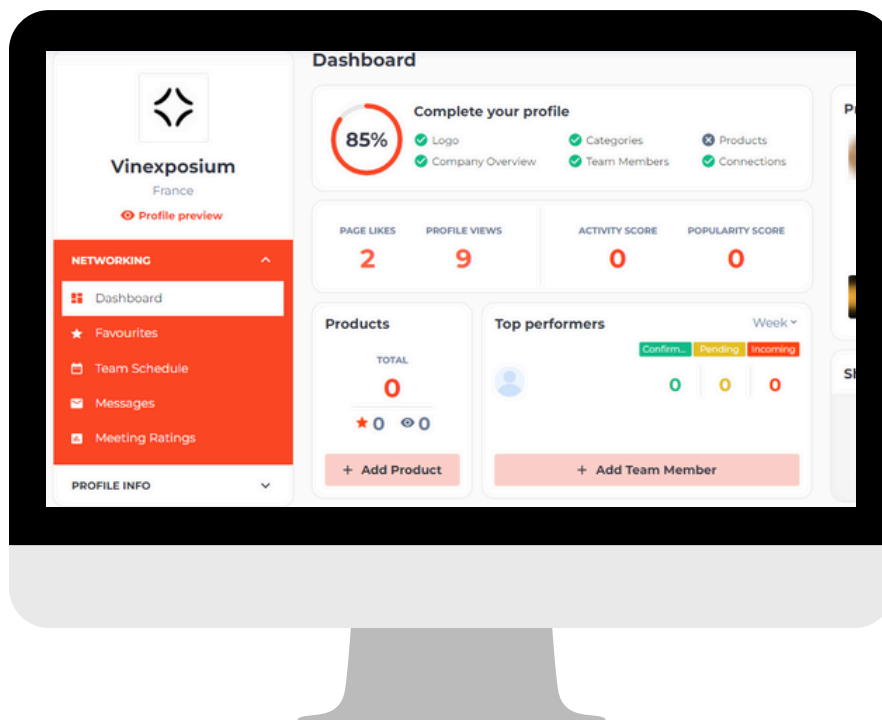 Dashboard
Vinexposium
France
Profile preview
NETWORKING
Dashboard
Favourites
Team Schedule
Messages
Meeting Ratings
PROFILE INFO
85%
Complete your profile
Logo
Categories
Products
Company Overview
Team Members
Connections
PAGE LIKES
PROFILE VIEWS
ACTIVITY SCORE
POPULARITY SCORE
2
9
0
0
Products
TOTAL
0
0 0
+ Add Product
Top performers
Week
Confirm... Pending Incoming
0 0 0
+ Add Team Member